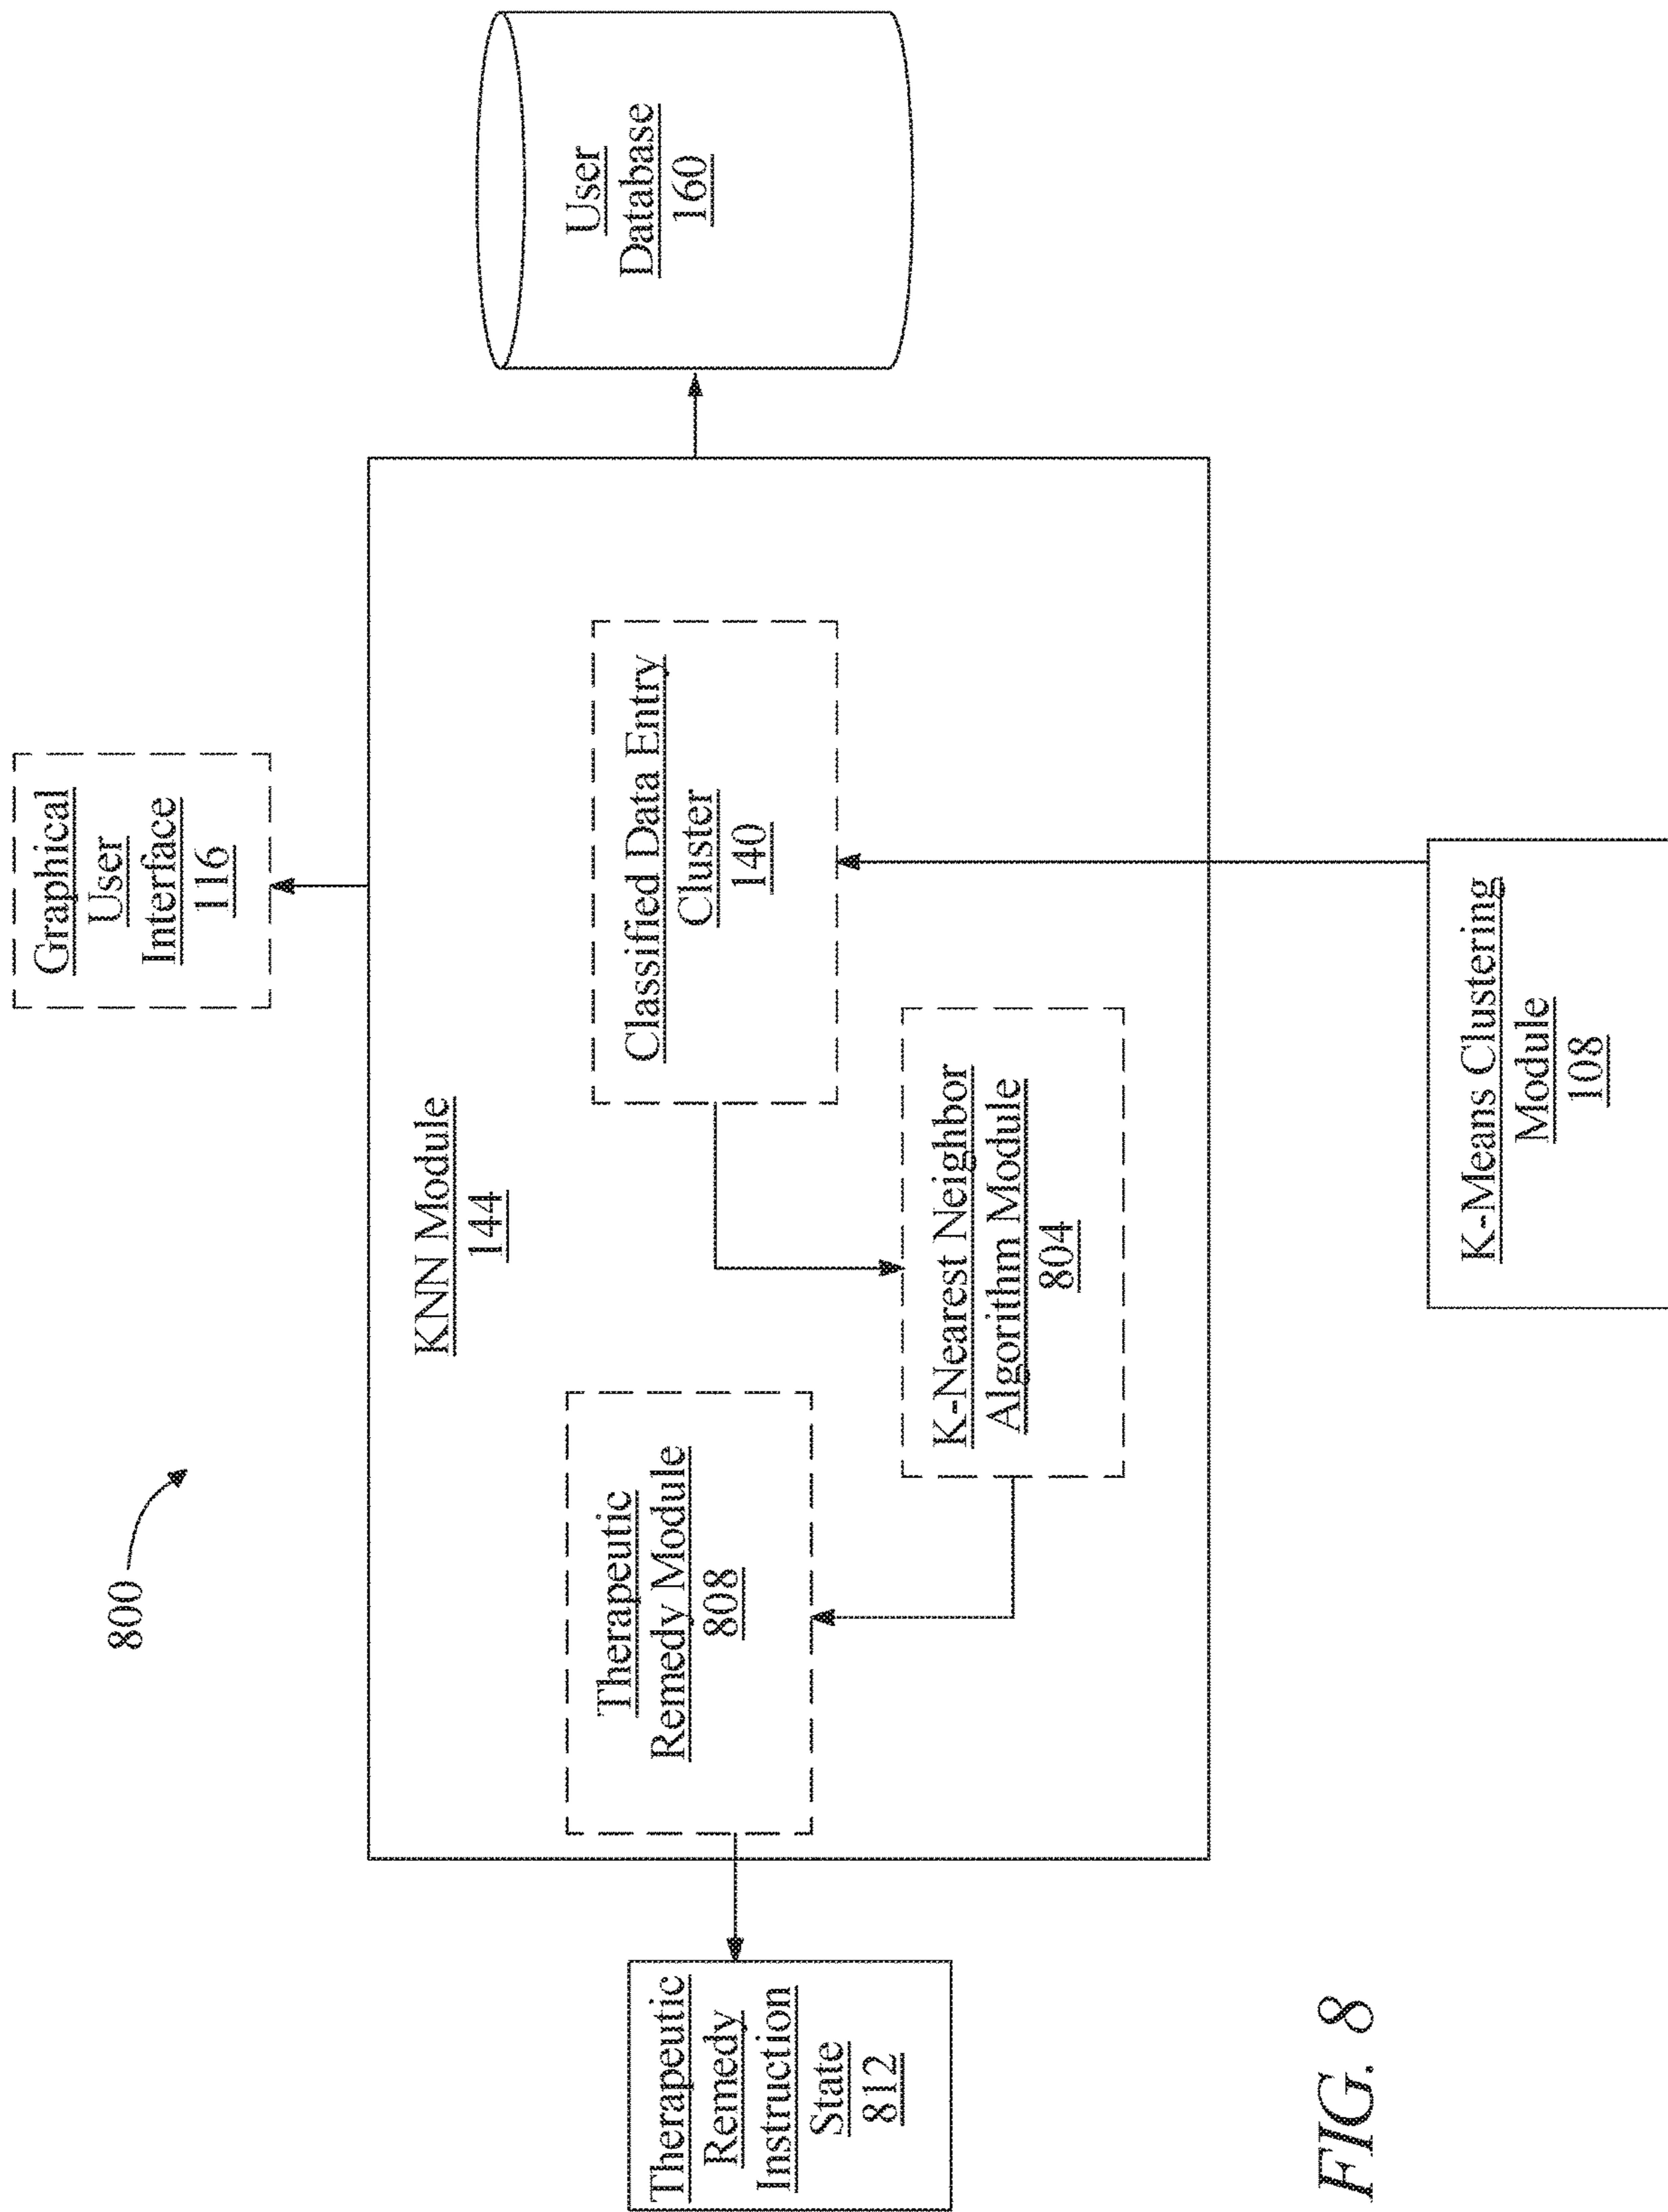 800
Graphical
User
Interface
116
KNN Module
144
Therapeutic
Remedy
Instruction
State
812
Therapeutic
Remedy Module
808
Classified Data Entry
Cluster
140
User
Database
160
K-Nearest Neighbor
Algorithm Module
804
K-Means Clustering
Module
108
FIG. 8